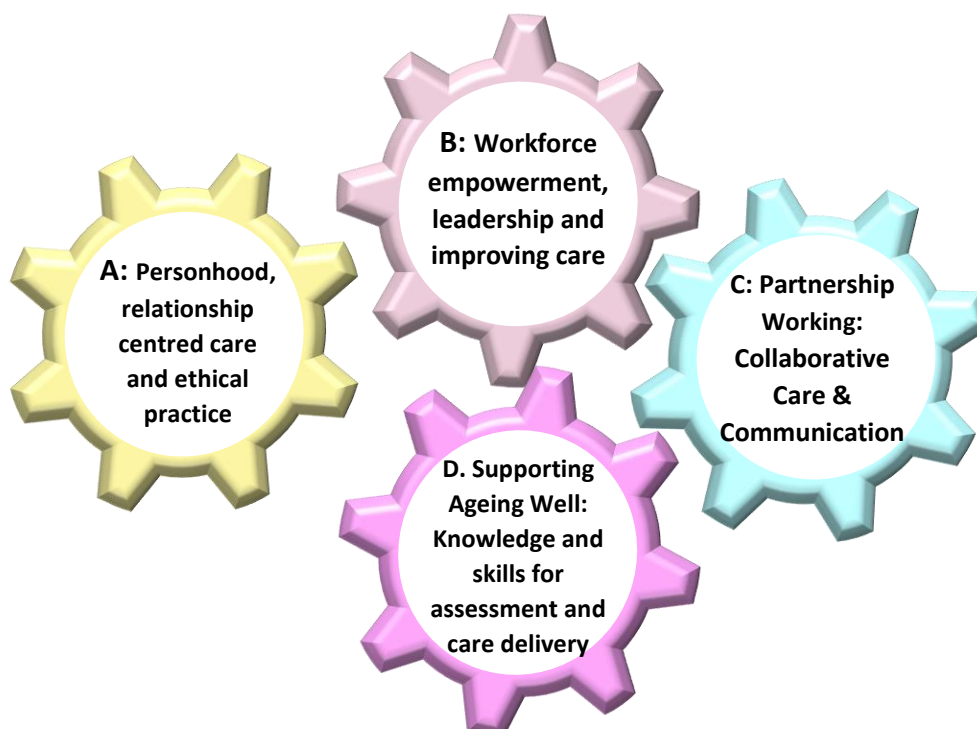 A: Personhood,
relationship
centred care
and ethical
practice
B: Workforce
empowerment,
leadership and
improving care
C: Partnership
Working:
Collaborative
Care &
Communication
D. Supporting
Ageing Well:
Knowledge and
skills for
assessment and
care delivery